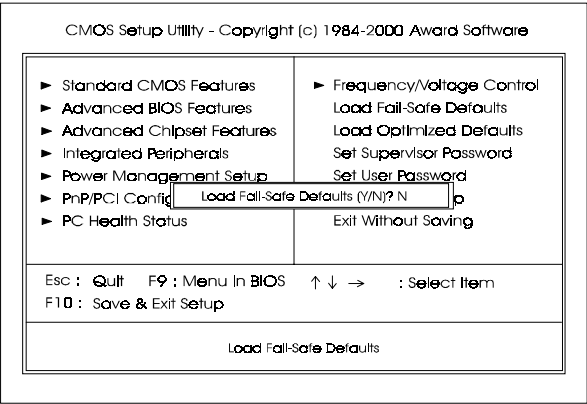 CMOS Setup Utility - Copyright (c) 1984-2000 Award Software
► Standard CMOS Features
► Advanced BIOS Features
► Advanced Chipset Features
► Integrated Peripherals
► Power Management Setup
► PnP/PCI Config
► PC Health Status
► Frequency/Voltage Control
Load Fail-Safe Defaults
Load Optimized Defaults
Set Supervisor Password
Set User Password
p
Exit Without Saving
Load Fail-Safe Defaults (Y/N)? N
Esc : Quit F9 : Menu in BIOS ↑ ↓ → : Select Item
F10 : Save & Exit Setup
Load Fail-Safe Defaults